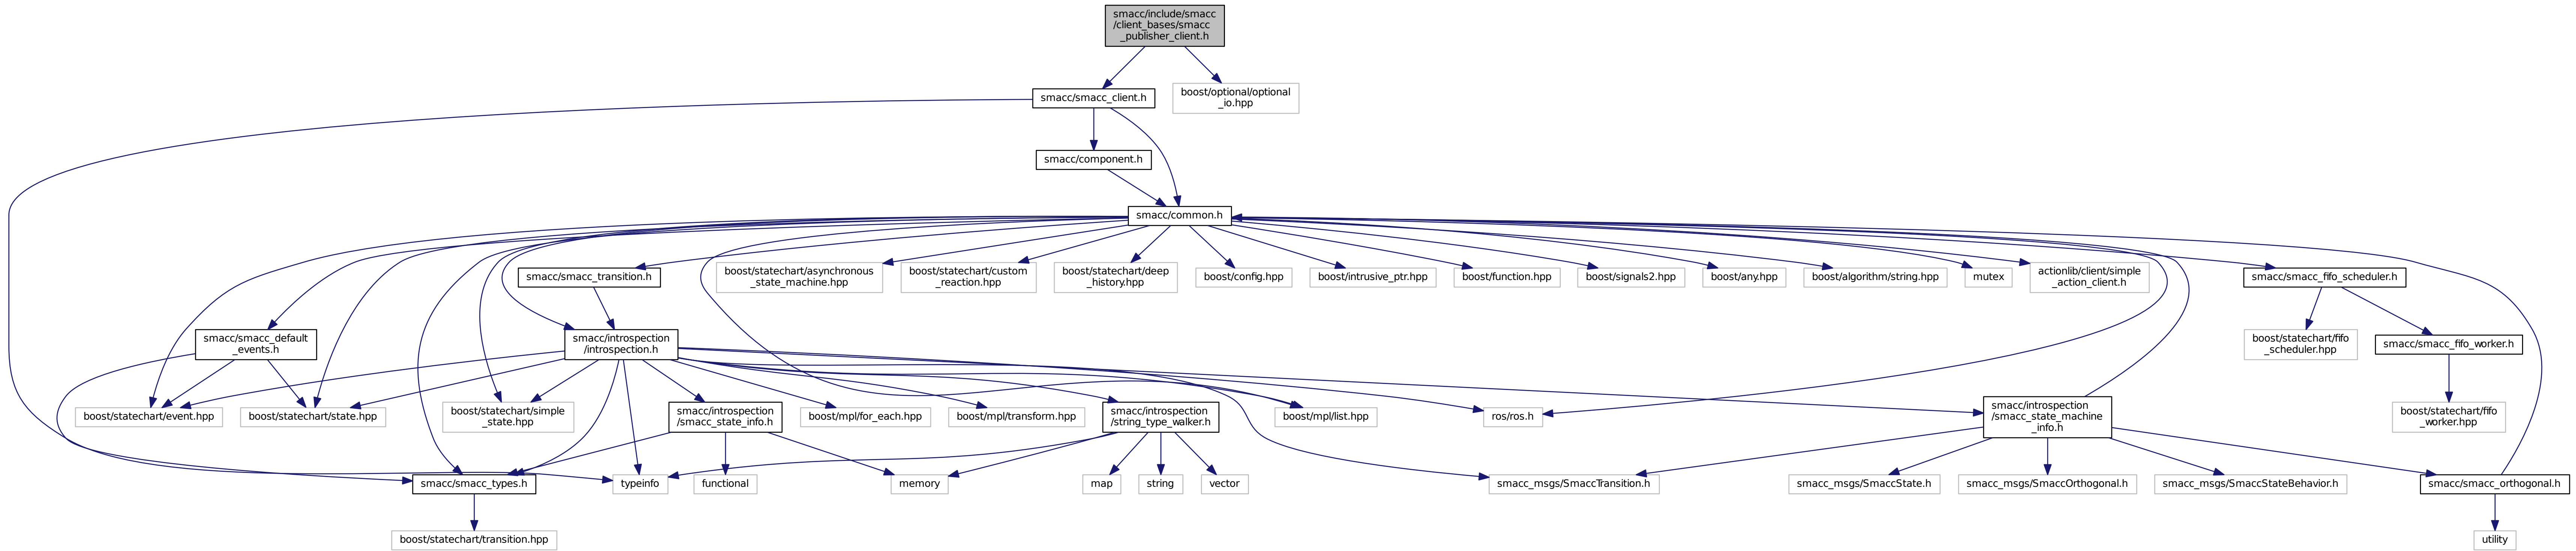 smacc/include/smacc
/client_bases/smacc
_publisher_client.h
smacc/smacc_client.h
boost/optional/optional
_io.hpp
smacc/component.h
smacc/common.h
smacc/smacc_transition.h
boost/statechart/asynchronous
_state_machine.hpp
boost/statechart/custom
_reaction.hpp
boost/statechart/deep
_history.hpp
boost/config.hpp
boost/intrusive_ptr.hpp
boost/function.hpp
boost/signals2.hpp
boost/any.hpp
boost/algorithm/string.hpp
mutex
actionlib/client/simple
_action_client.h
smacc/smacc_fifo_scheduler.h
smacc/smacc_default
_events.h
smacc/introspection
/introspection.h
boost/statechart/fifo
_scheduler.hpp
smacc/smacc_fifo_worker.h
boost/statechart/event.hpp
boost/statechart/state.hpp
boost/statechart/simple
_state.hpp
smacc/introspection
/smacc_state_info.h
boost/mpl/for_each.hpp
boost/mpl/transform.hpp
smacc/introspection
/string_type_walker.h
boost/mpl/list.hpp
ros/ros.h
smacc/introspection
/smacc_state_machine
_info.h
boost/statechart/fifo
_worker.hpp
smacc/smacc_types.h
typeinfo
functional
memory
map
string
vector
smacc_msgs/SmaccTransition.h
smacc_msgs/SmaccState.h
smacc_msgs/SmaccOrthogonal.h
smacc_msgs/SmaccStateBehavior.h
smacc/smacc_orthogonal.h
boost/statechart/transition.hpp
utility